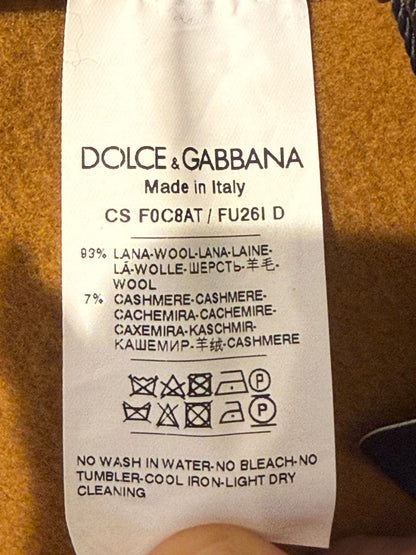 DOLCE & GABBANA
Made in Italy
CS F0C8AT / FU26I D
93% LANA-WOOL-LANA-LAINE-
LÃ-WOLLE-ШЕРСТЬ-羊毛-
WOOL
7% CASHMERE-CASHMERE-
CACHEMIRA-CACHEMIRE-
CAXEMIRA-KASCHMIR-
КАШЕМИР-羊绒-CASHMERE
P
P
NO WASH IN WATER-NO BLEACH-NO
TUMBLER-COOL IRON-LIGHT DRY
CLEANING